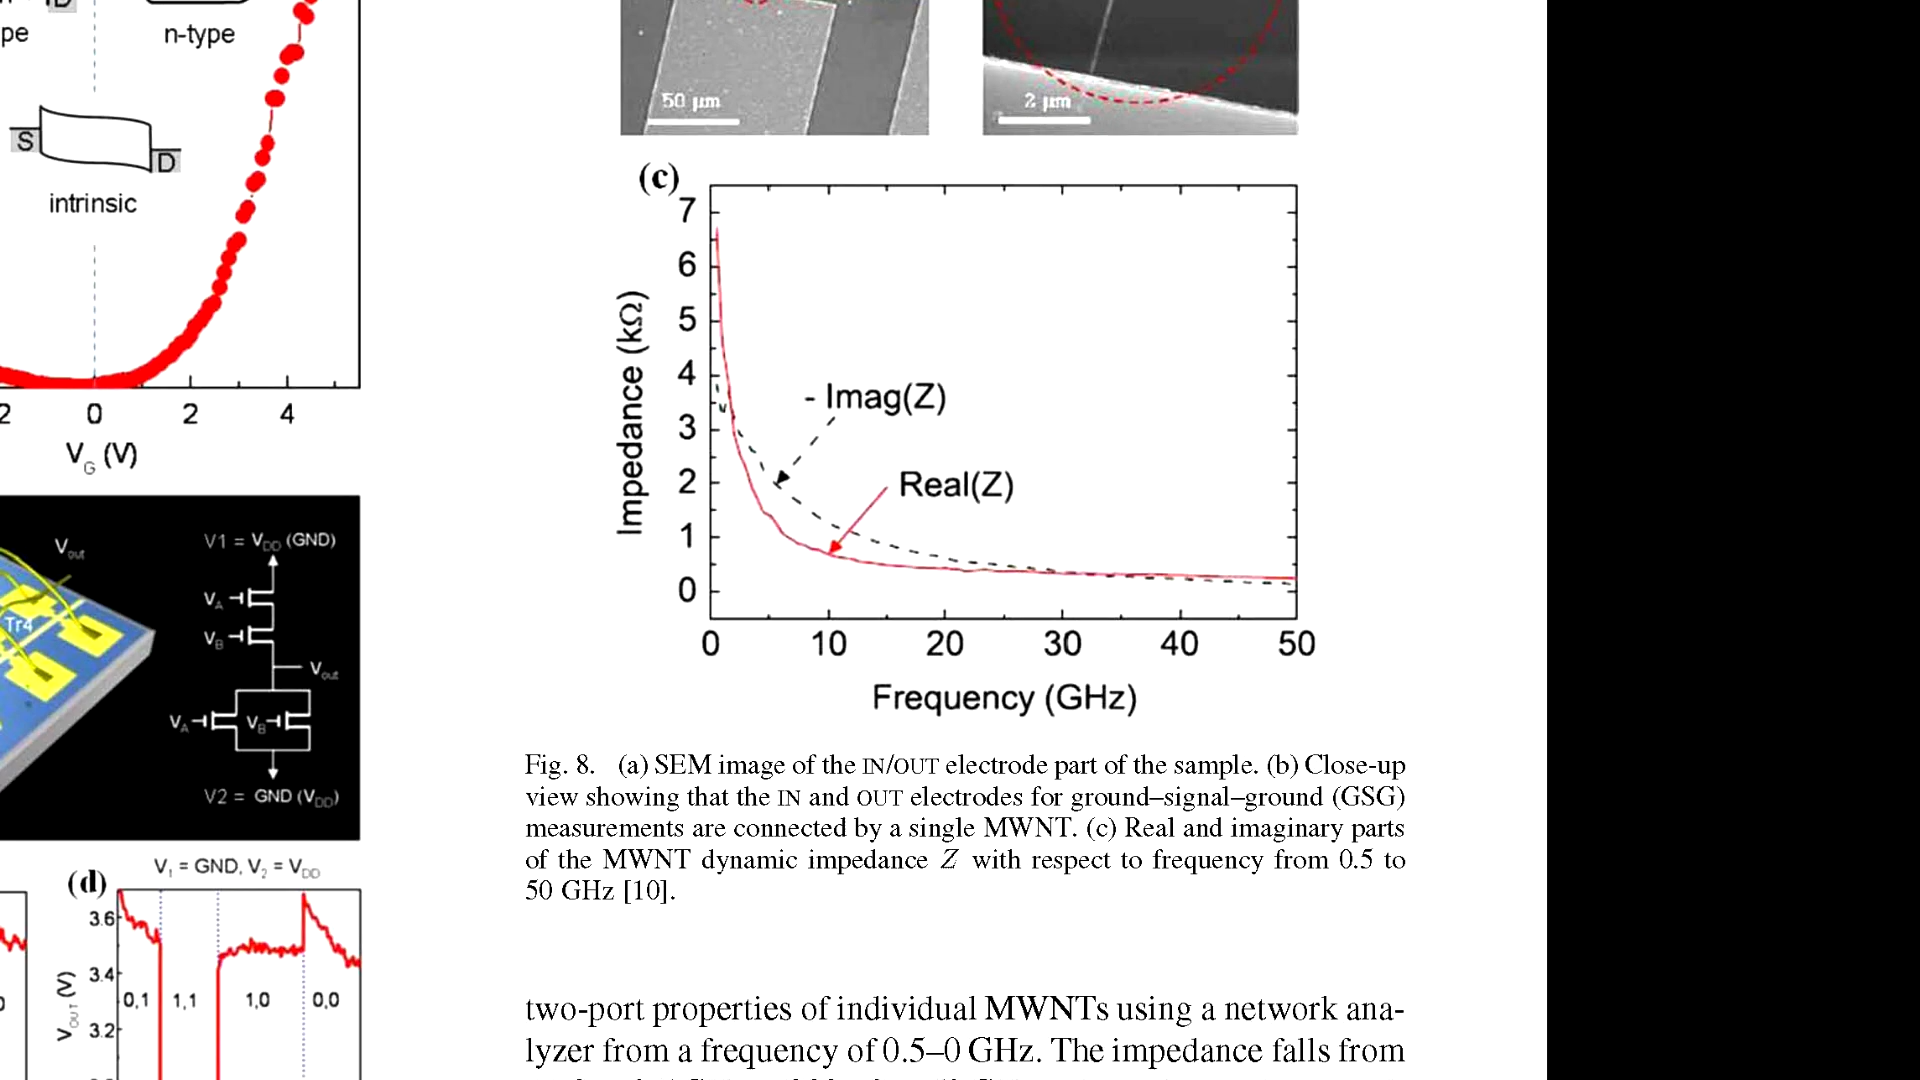 pe
n-type
S
D
intrinsic
2
0
2
4
V_G (V)
V_out
Tr4
V1 = V_DD (GND)
V_A
V_B
V_out
V_A
V_B
V2 = GND (V_DD)
V_1 = GND, V_2 = V_DD
(d)
3.6
3.4
3.2
V_OUT (V)
0,1
1,1
1,0
0,0
50 µm
2 µm
(c)
7
6
5
4
3
2
1
0
Impedance (kΩ)
- Imag(Z)
Real(Z)
0
10
20
30
40
50
Frequency (GHz)
Fig. 8. (a) SEM image of the IN/OUT electrode part of the sample. (b) Close-up
view showing that the IN and OUT electrodes for ground–signal–ground (GSG)
measurements are connected by a single MWNT. (c) Real and imaginary parts
of the MWNT dynamic impedance Z with respect to frequency from 0.5 to
50 GHz [10].
two-port properties of individual MWNTs using a network ana-
lyzer from a frequency of 0.5–0 GHz. The impedance falls from